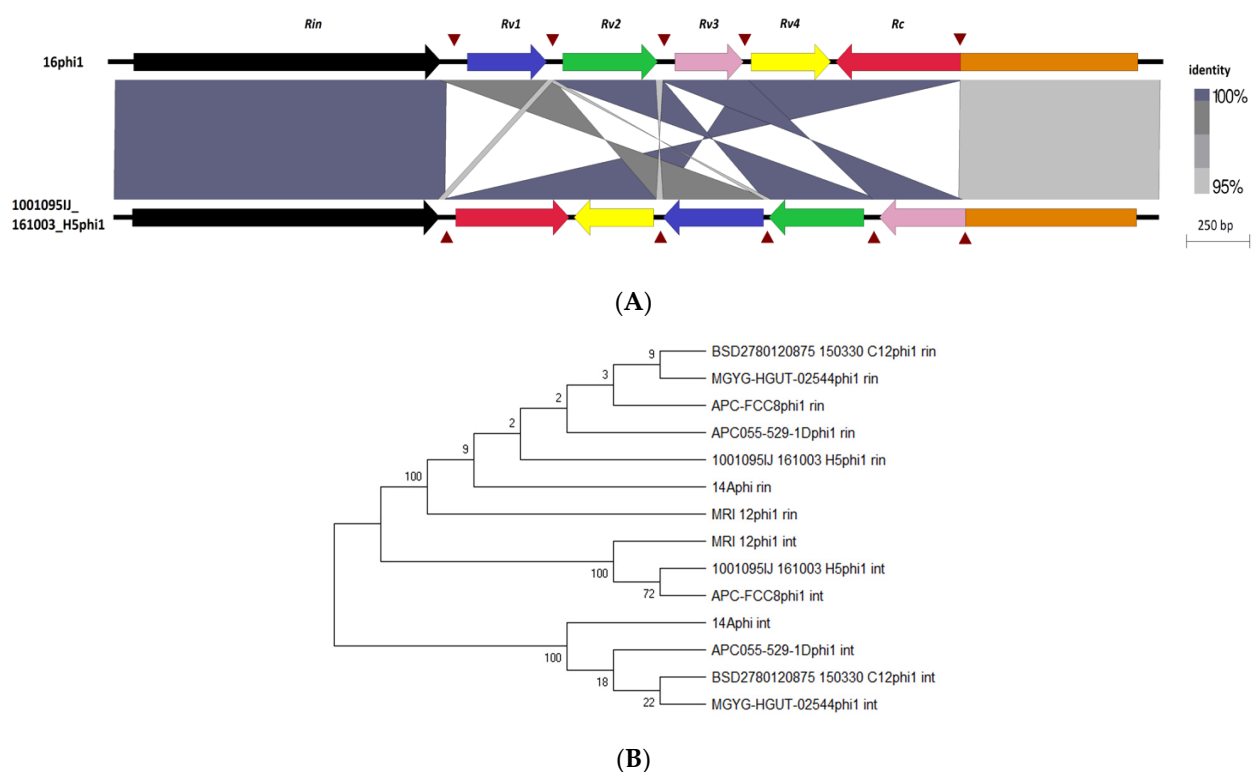 Rin Rv1 Rv2 Rv3 Rv4 Rc
16phi1
identity
100%
95%
1001095IJ_
161003_H5phi1
250 bp
(A)
BSD2780120875 150330 C12phi1 rin
9
MGYG-HGUT-02544phi1 rin
3
APC-FCC8phi1 rin
2
APC055-529-1Dphi1 rin
2
1001095IJ 161003 H5phi1 rin
9
14Aphi rin
100
MRI 12phi1 rin
MRI 12phi1 int
1001095IJ 161003 H5phi1 int
100
APC-FCC8phi1 int
72
14Aphi int
APC055-529-1Dphi1 int
100
BSD2780120875 150330 C12phi1 int
18
MGYG-HGUT-02544phi1 int
22
(B)